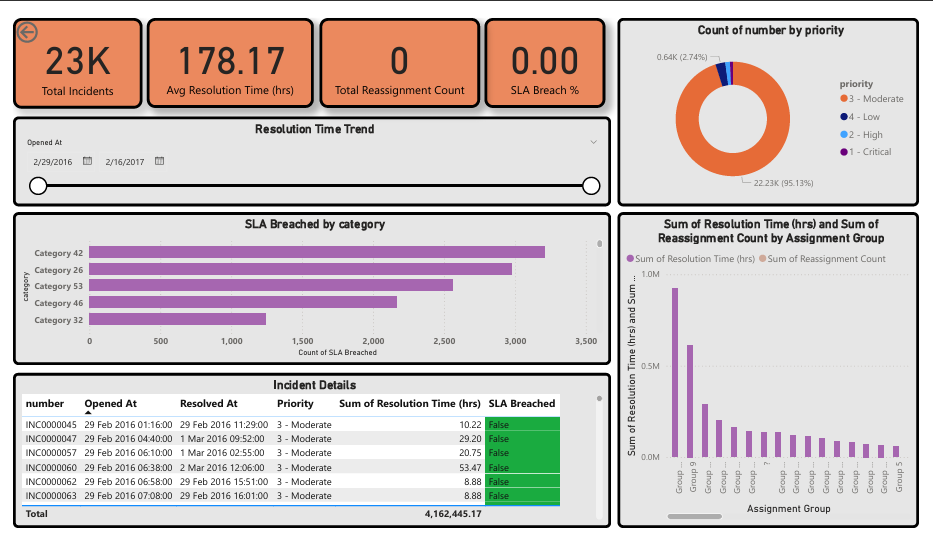 23K
Total Incidents
178.17
Avg Resolution Time (hrs)
0
Total Reassignment Count
0.00
SLA Breach %
Resolution Time Trend
Opened At
2/29/2016 2/16/2017
Count of number by priority
0.64K (2.74%)
22.23K (95.13%)
priority
3 - Moderate
4 - Low
2 - High
1 - Critical
SLA Breached by category
category
Category 42
Category 26
Category 53
Category 46
Category 32
0 500 1,000 1,500 2,000 2,500 3,000 3,500
Count of SLA Breached
Sum of Resolution Time (hrs) and Sum of
Reassignment Count by Assignment Group
Sum of Resolution Time (hrs) Sum of Reassignment Count
Sum of Resolution Time (hrs) and Sum ...
1.0M
0.5M
0.0M
Group ... Group 9 Group ... Group ... Group ... Group ... ? Group ... Group ... Group ... Group ... Group ... Group ... Group ... Group ... Group 5
Assignment Group
Incident Details
number Opened At Resolved At Priority Sum of Resolution Time (hrs) SLA Breached
INC0000045 29 Feb 2016 01:16:00 29 Feb 2016 11:29:00 3 - Moderate 10.22 False
INC0000047 29 Feb 2016 04:40:00 1 Mar 2016 09:52:00 3 - Moderate 29.20 False
INC0000057 29 Feb 2016 06:10:00 1 Mar 2016 02:55:00 3 - Moderate 20.75 False
INC0000060 29 Feb 2016 06:38:00 2 Mar 2016 12:06:00 3 - Moderate 53.47 False
INC0000062 29 Feb 2016 06:58:00 29 Feb 2016 15:51:00 3 - Moderate 8.88 False
INC0000063 29 Feb 2016 07:08:00 29 Feb 2016 16:01:00 3 - Moderate 8.88 False
Total 4,162,445.17